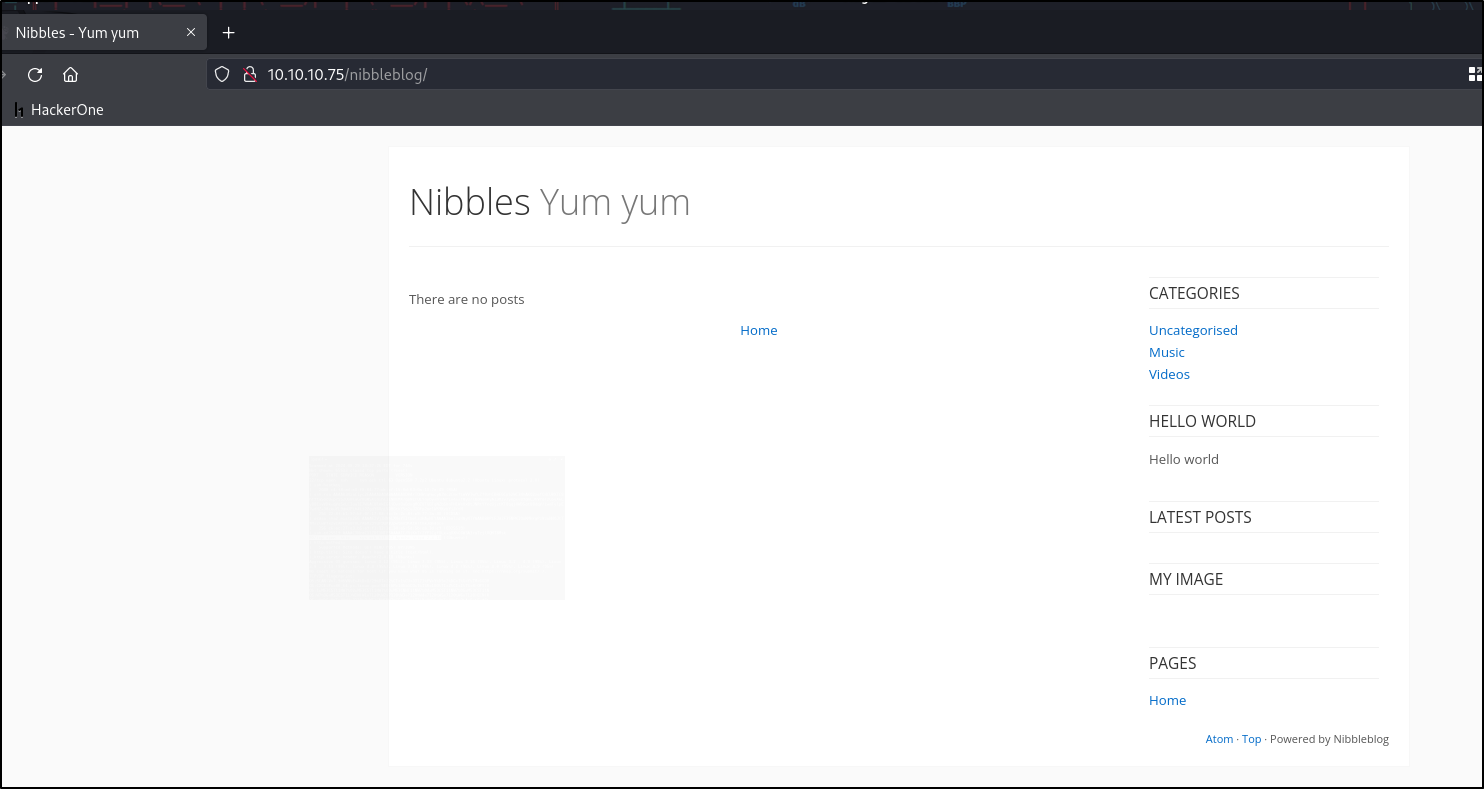 Nibbles - Yum yum
10.10.10.75/nibbleblog/
HackerOne
Nibbles Yum yum
There are no posts
Home
CATEGORIES
Uncategorised
Music
Videos
HELLO WORLD
Hello world
LATEST POSTS
MY IMAGE
PAGES
Home
Atom · Top · Powered by Nibbleblog